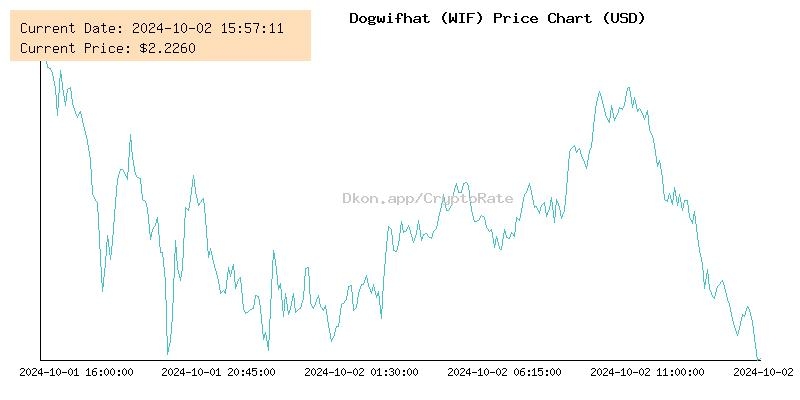 Dogwifhat (WIF) Price Chart (USD)
Current Date: 2024-10-02 15:57:11
Current Price: $2.2260
Dkon.app/CryptoRate
2024-10-01 16:00:00
2024-10-01 20:45:00
2024-10-02 01:30:00
2024-10-02 06:15:00
2024-10-02 11:00:00
2024-10-02